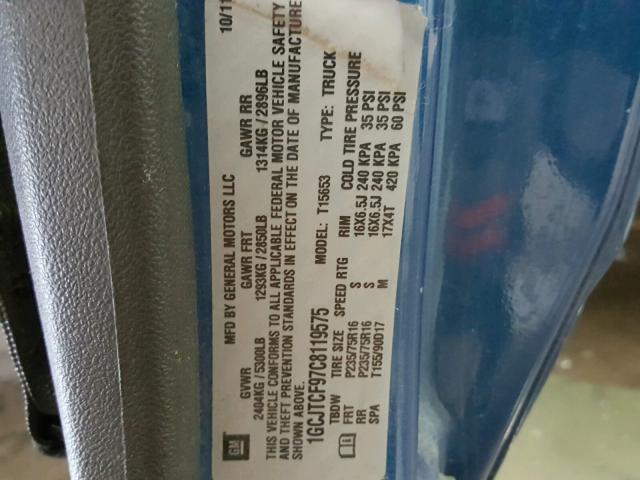 GM
MFD BY GENERAL MOTORS LLC
10/11
GVWR GAWR FRT GAWR RR
2404KG / 5300LB 1293KG / 2850LB 1314KG / 2896LB
THIS VEHICLE CONFORMS TO ALL APPLICABLE FEDERAL MOTOR VEHICLE SAFETY
AND THEFT PREVENTION STANDARDS IN EFFECT ON THE DATE OF MANUFACTURE
SHOWN ABOVE.
1GCJTCF97C8119575 MODEL: T15653 TYPE: TRUCK
TBDW TIRE SIZE SPEED RTG RIM COLD TIRE PRESSURE
FRT P235/75R16 S 16X6.5J 240 KPA 35 PSI
RR P235/75R16 S 16X6.5J 240 KPA 35 PSI
SPA T155/90D17 M 17X4T 420 KPA 60 PSI